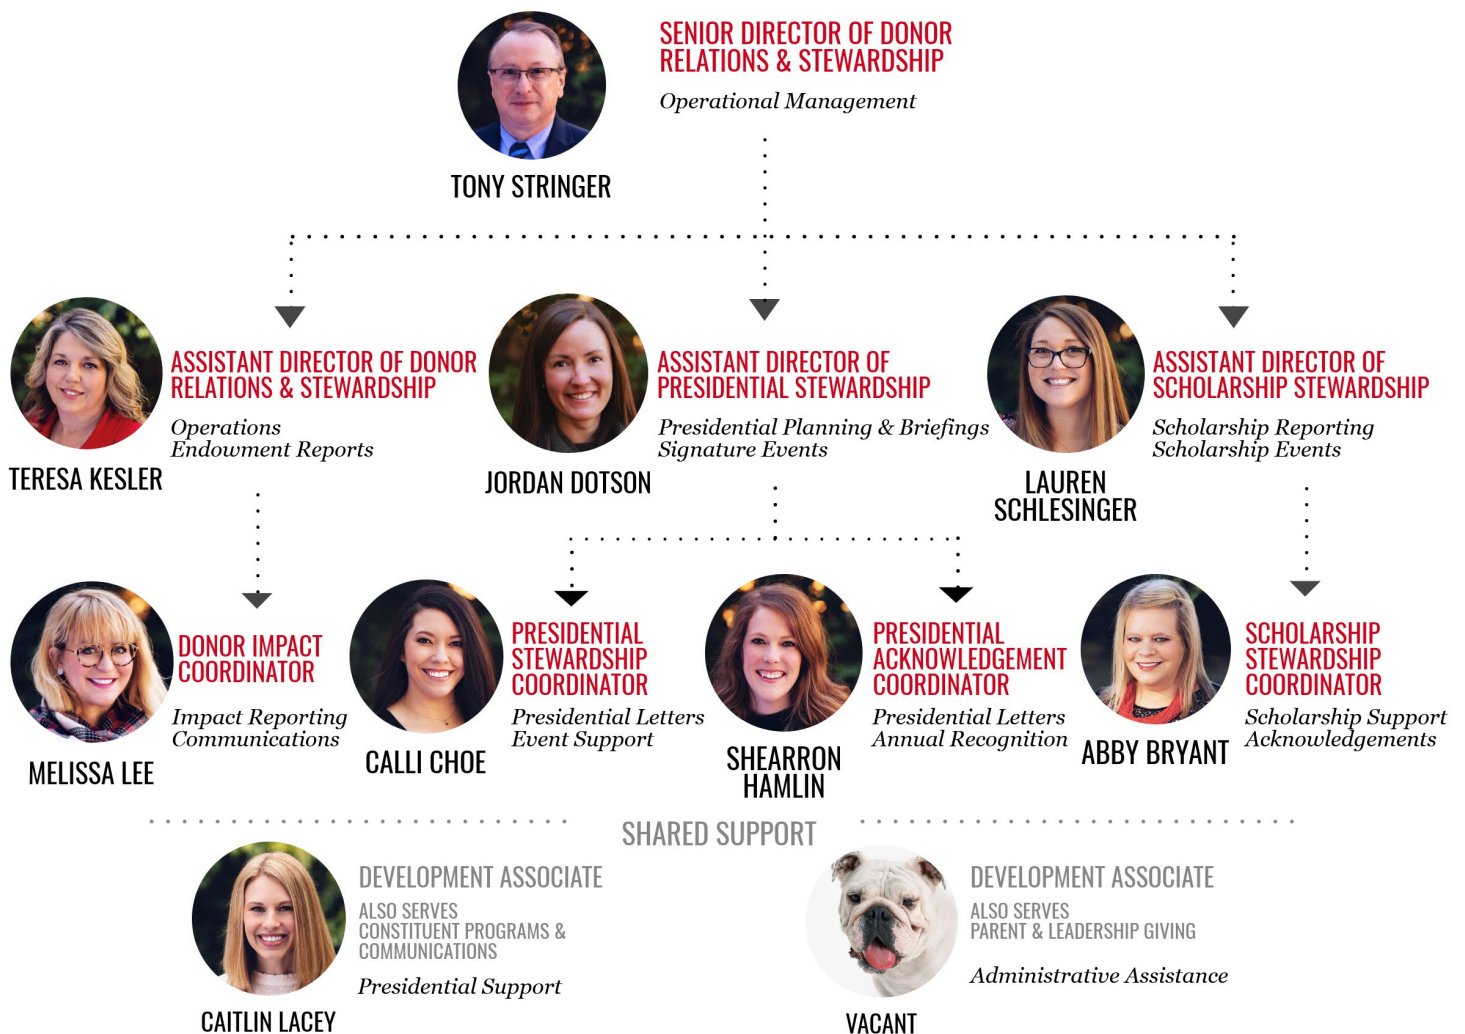 SENIOR DIRECTOR OF DONOR
RELATIONS & STEWARDSHIP
Operational Management
TONY STRINGER
ASSISTANT DIRECTOR OF DONOR
RELATIONS & STEWARDSHIP
Operations
Endowment Reports
TERESA KESLER
ASSISTANT DIRECTOR OF
PRESIDENTIAL STEWARDSHIP
Presidential Planning & Briefings
Signature Events
JORDAN DOTSON
ASSISTANT DIRECTOR OF
SCHOLARSHIP STEWARDSHIP
Scholarship Reporting
Scholarship Events
LAUREN
SCHLESINGER
DONOR IMPACT
COORDINATOR
Impact Reporting
Communications
MELISSA LEE
PRESIDENTIAL
STEWARDSHIP
COORDINATOR
Presidential Letters
Event Support
CALLI CHOE
PRESIDENTIAL
ACKNOWLEDGEMENT
COORDINATOR
Presidential Letters
Annual Recognition
SHEARRON
HAMLIN
SCHOLARSHIP
STEWARDSHIP
COORDINATOR
Scholarship Support
Acknowledgements
ABBY BRYANT
SHARED SUPPORT
DEVELOPMENT ASSOCIATE
ALSO SERVES
CONSTITUENT PROGRAMS &
COMMUNICATIONS
Presidential Support
CAITLIN LACEY
DEVELOPMENT ASSOCIATE
ALSO SERVES
PARENT & LEADERSHIP GIVING
Administrative Assistance
VACANT